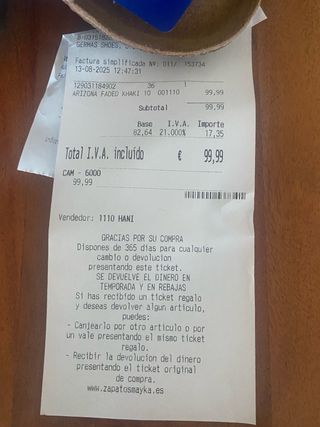 GERMAS SHOES, S
Factura simplificada Nº: D117 153734
13-08-2025 12:47:31
129031184902 36 1
ARIZONA FADED KHAKI 10 001110 99,99
Subtotal 99,99
Base I.V.A. Importe
82,64 21.000% 17,35
Total I.V.A. incluido € 99,99
CAM - 6000
99,99
Vendedor: 1110 HANI
GRACIAS POR SU COMPRA
Dispones de 365 dias para cualquier
cambio o devolucion
presentando este ticket.
SE DEVUELVE EL DINERO EN
TEMPORADA Y EN REBAJAS
Si has recibido un ticket regalo
y deseas devolver algun articulo,
puedes:
- Canjearlo por otro articulo o por
un vale presentando el mismo ticket
regalo.
- Recibir la devolucion del dinero
presentando el ticket original
de compra.
www.zapatosmayka.es